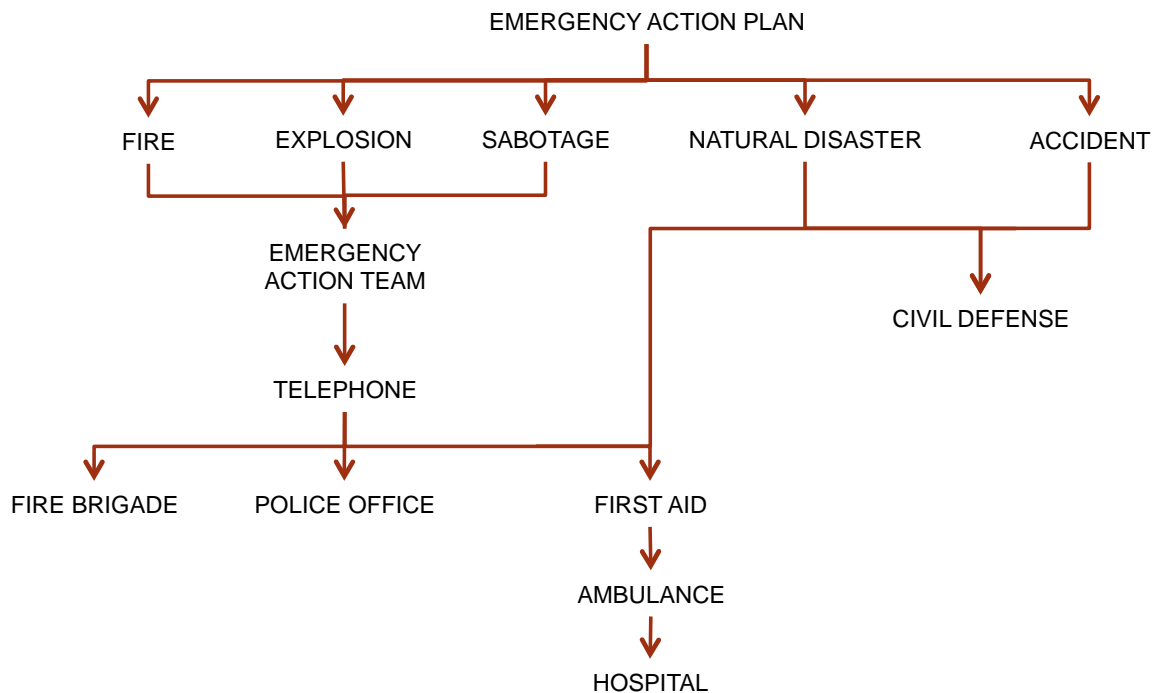 EMERGENCY ACTION PLAN
FIRE
EXPLOSION
SABOTAGE
NATURAL DISASTER
ACCIDENT
EMERGENCY
ACTION TEAM
CIVIL DEFENSE
TELEPHONE
FIRE BRIGADE
POLICE OFFICE
FIRST AID
AMBULANCE
HOSPITAL